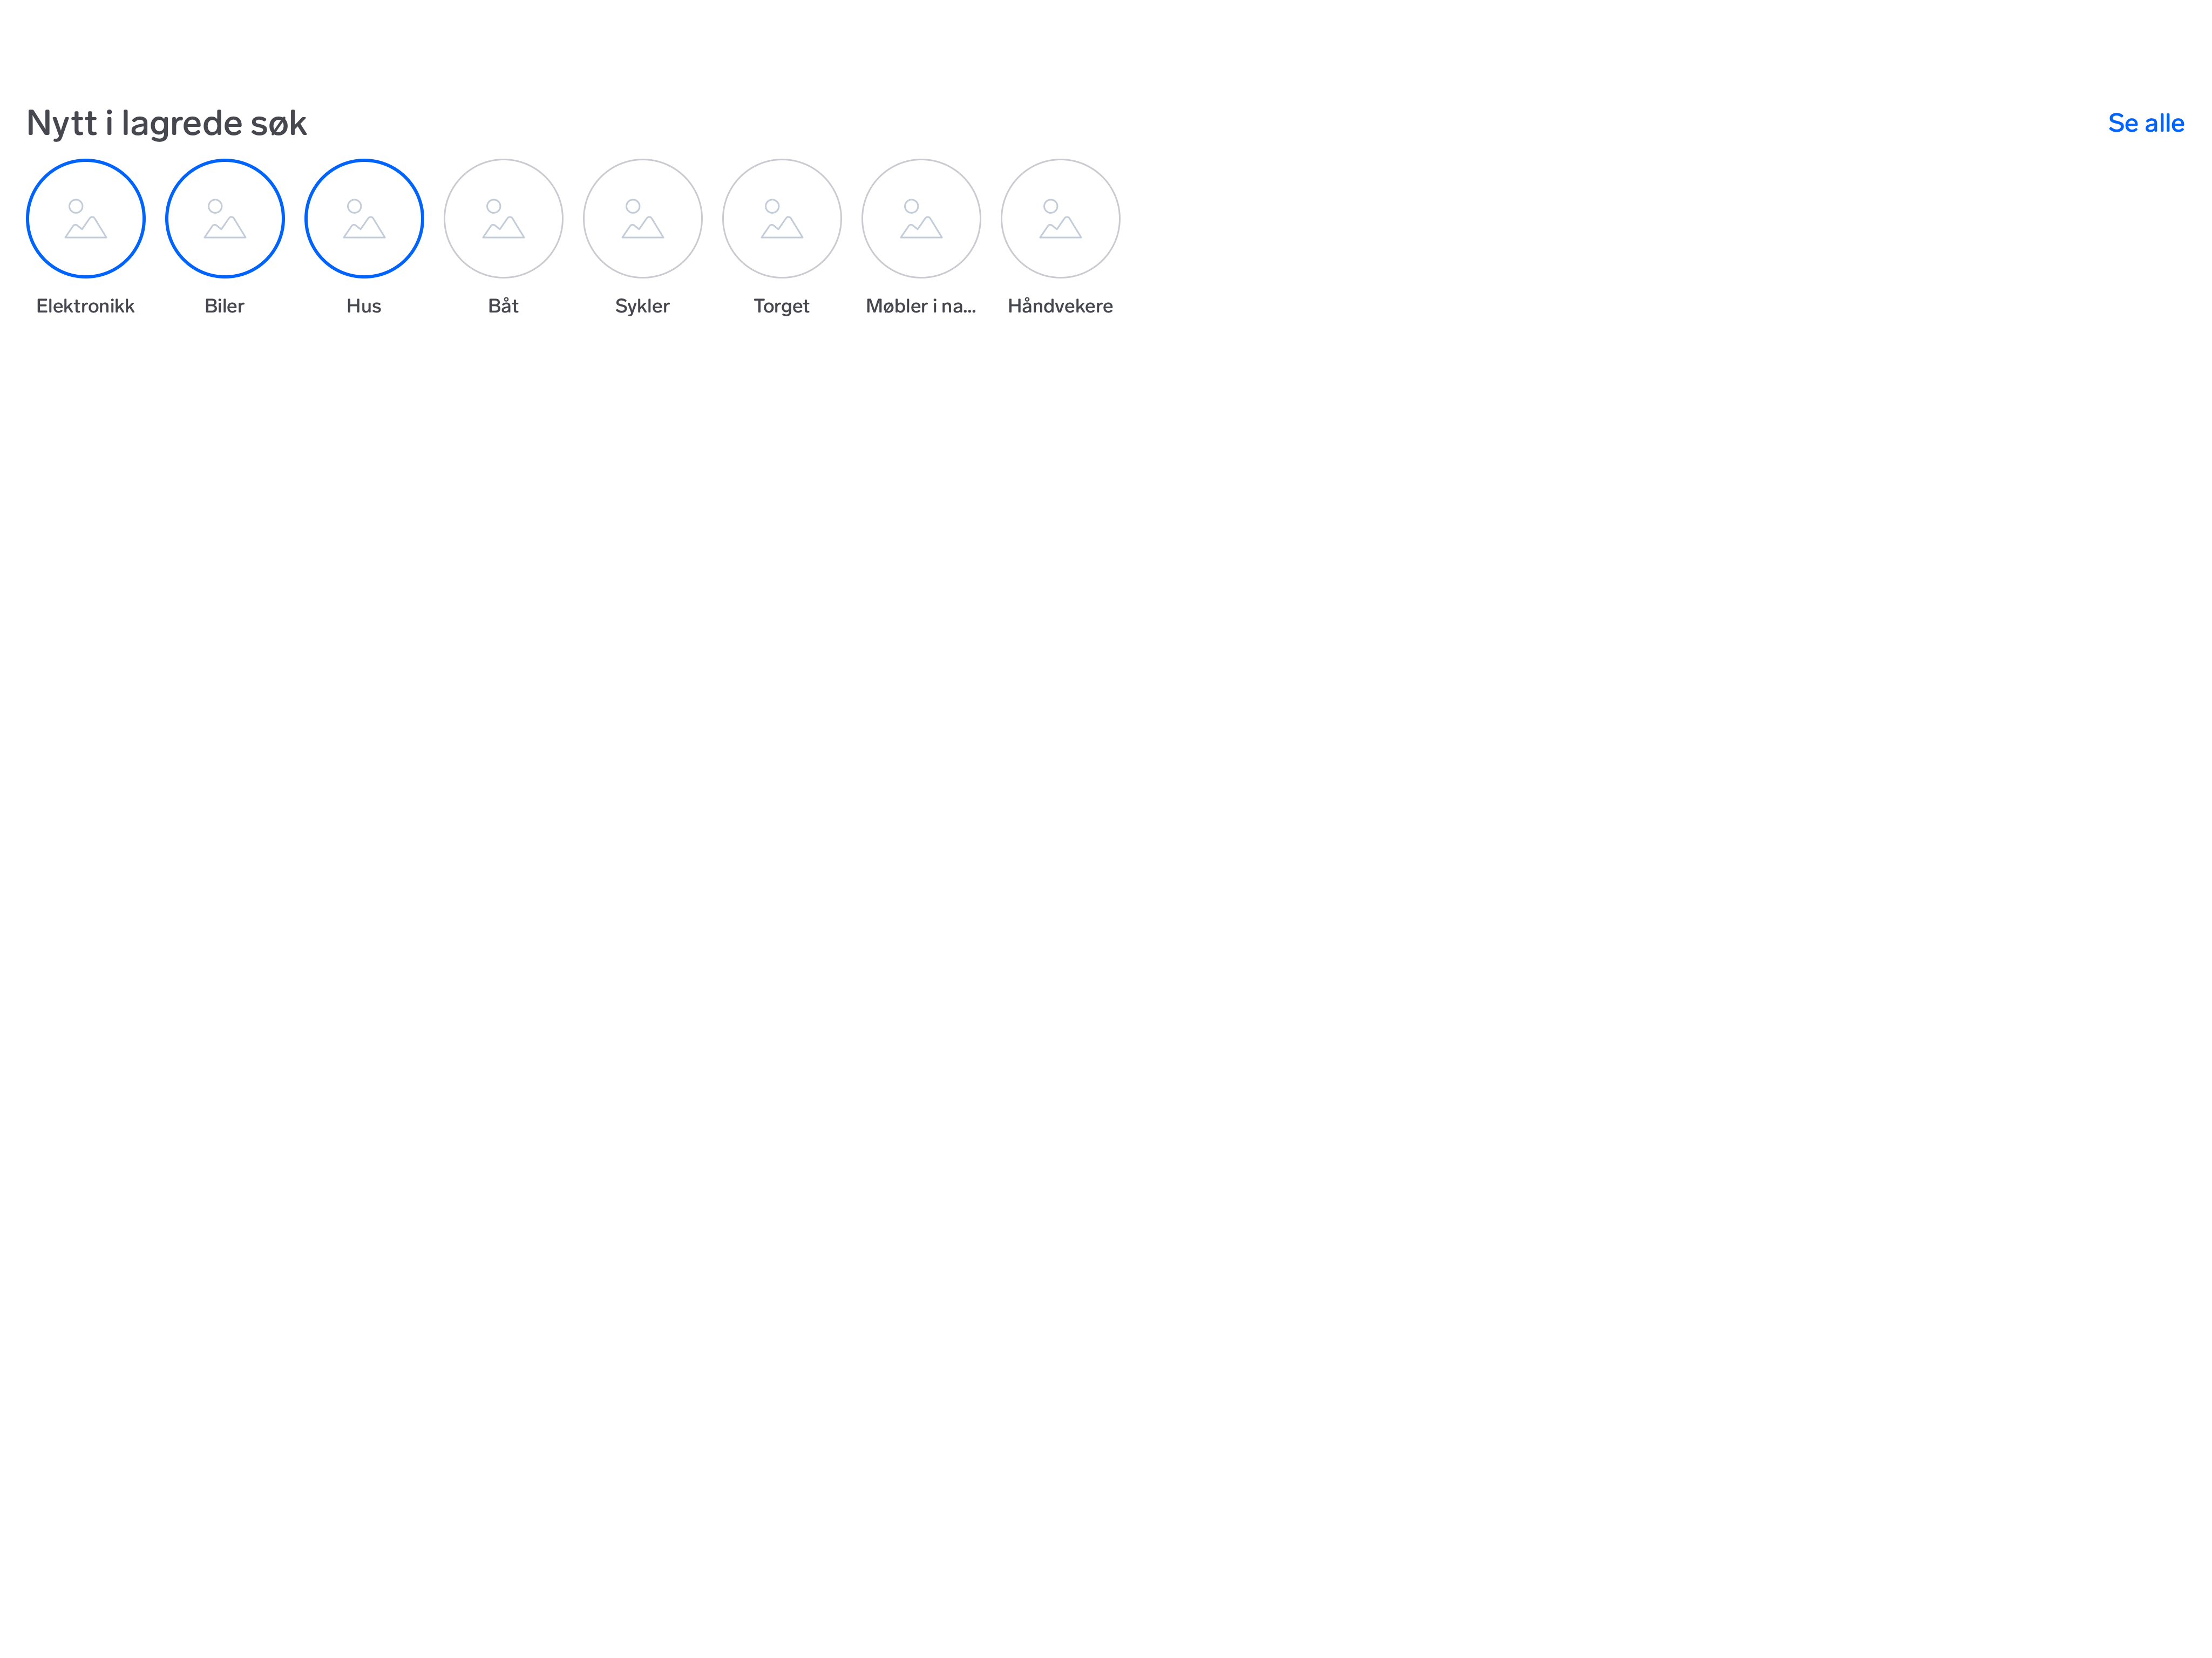 Nytt i lagrede søk
Se alle
Elektronikk
Biler
Hus
Båt
Sykler
Torget
Møbler i na...
Håndvekere